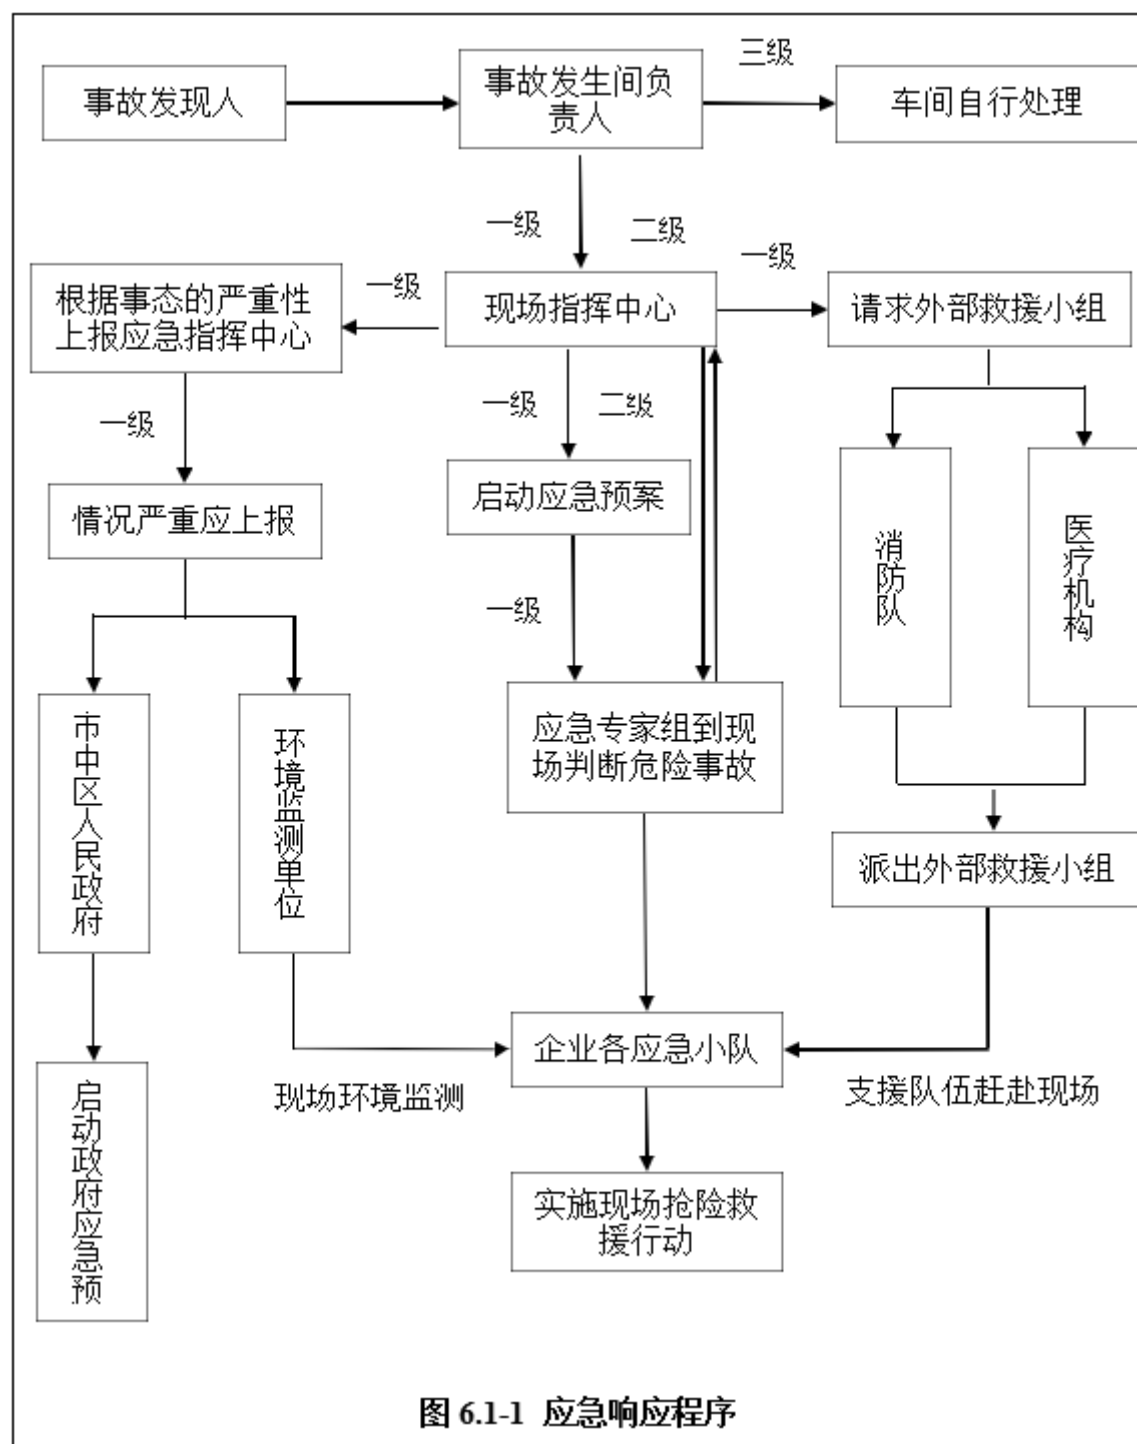 三级
事故发现人
事故发生间负
责人
车间自行处理
一级
二级
一级
一级
根据事态的严重性
上报应急指挥中心
现场指挥中心
请求外部救援小组
一级
一级
二级
启动应急预案
情况严重应上报
消防队
医疗机构
一级
市中区人民政府
环境监测单位
应急专家组到现
场判断危险事故
派出外部救援小组
企业各应急小队
现场环境监测
支援队伍赶赴现场
启动政府应急预
实施现场抢险救
援行动
图 6.1-1 应急响应程序